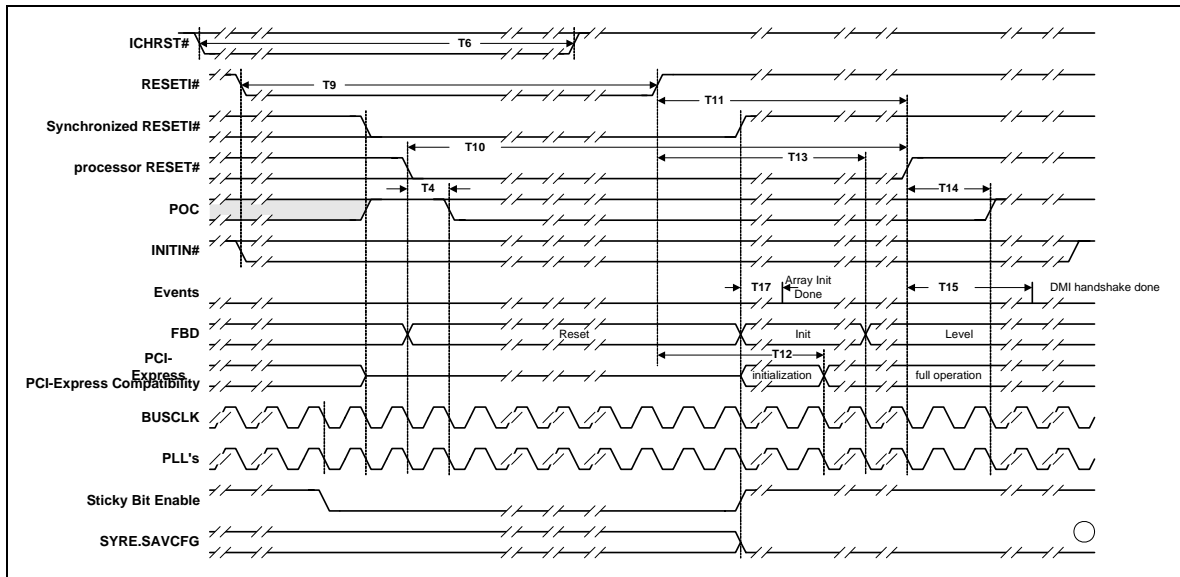 ICHRST#
T6
RESETI#
T9
T11
Synchronized RESETI#
T10
processor RESET#
T13
T4
T14
POC
INITIN#
Events
T17
Array Init
Done
T15
DMI handshake done
FBD
Reset
Init
Level
T12
PCI-
Express
PCI-Express Compatibility
initialization
full operation
BUSCLK
PLL's
Sticky Bit Enable
SYRE.SAVCFG